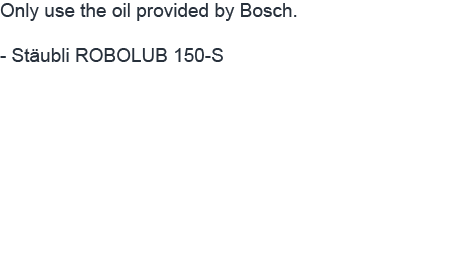 Only use the oil provided by Bosch.
- Stäubli ROBOLUB 150-S